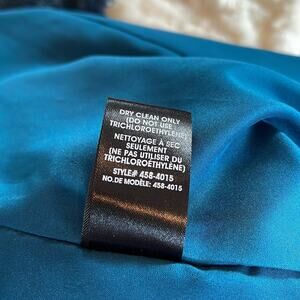 DRY CLEAN ONLY
(DO NOT USE
TRICHLOROETHYLENE)
NETTOYAGE À SEC
SEULEMENT
(NE PAS UTILISER DU
TRICHLOROÉTHYLÈNE)
STYLE# 458-4015
NO.DE MODÈLE: 458-4015